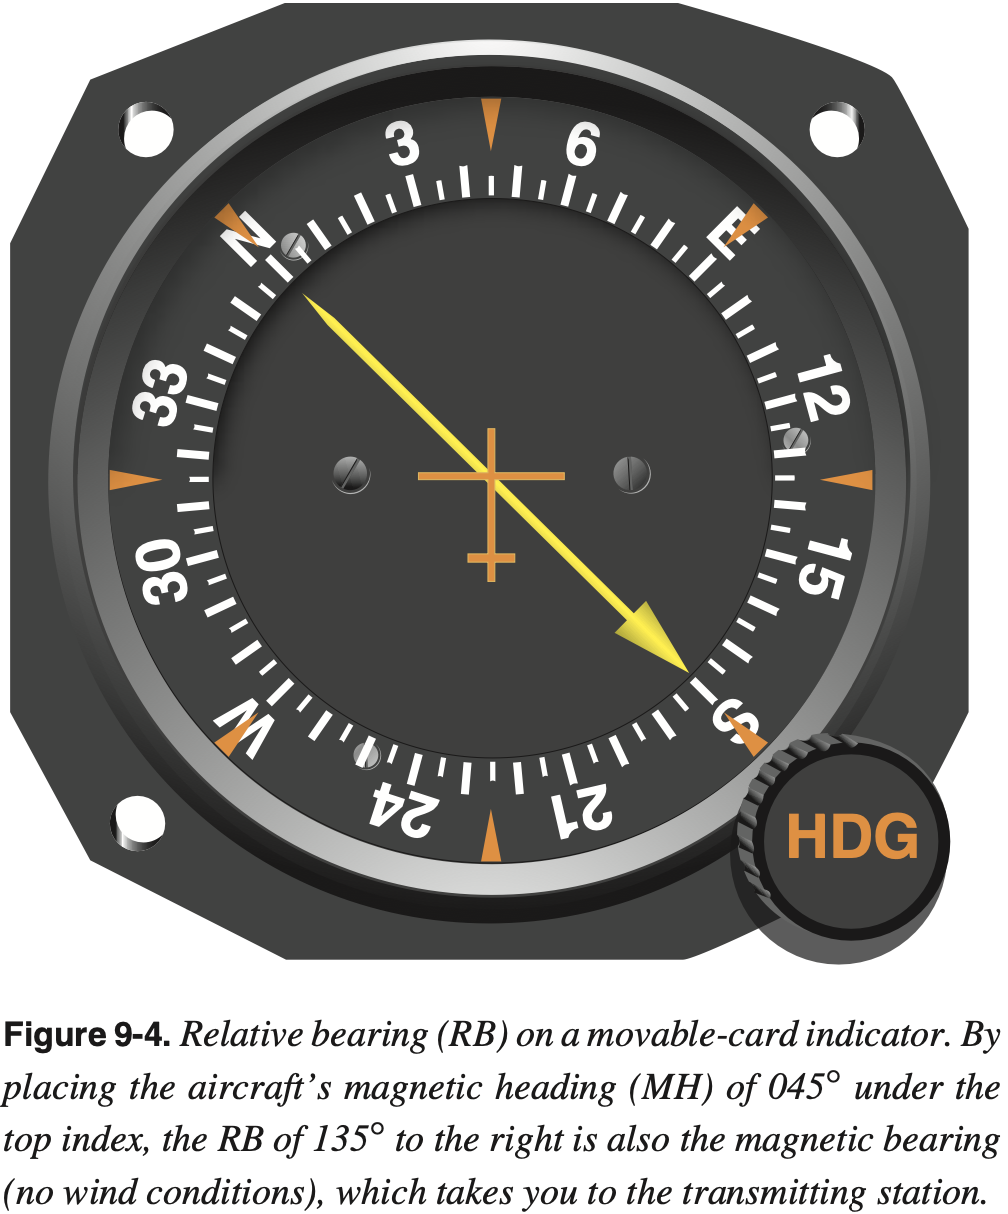 3
6
N
E
33
12
30
15
W
S
24
21
HDG
Figure 9-4. Relative bearing (RB) on a movable-card indicator. By
placing the aircraft’s magnetic heading (MH) of 045° under the
top index, the RB of 135° to the right is also the magnetic bearing
(no wind conditions), which takes you to the transmitting station.